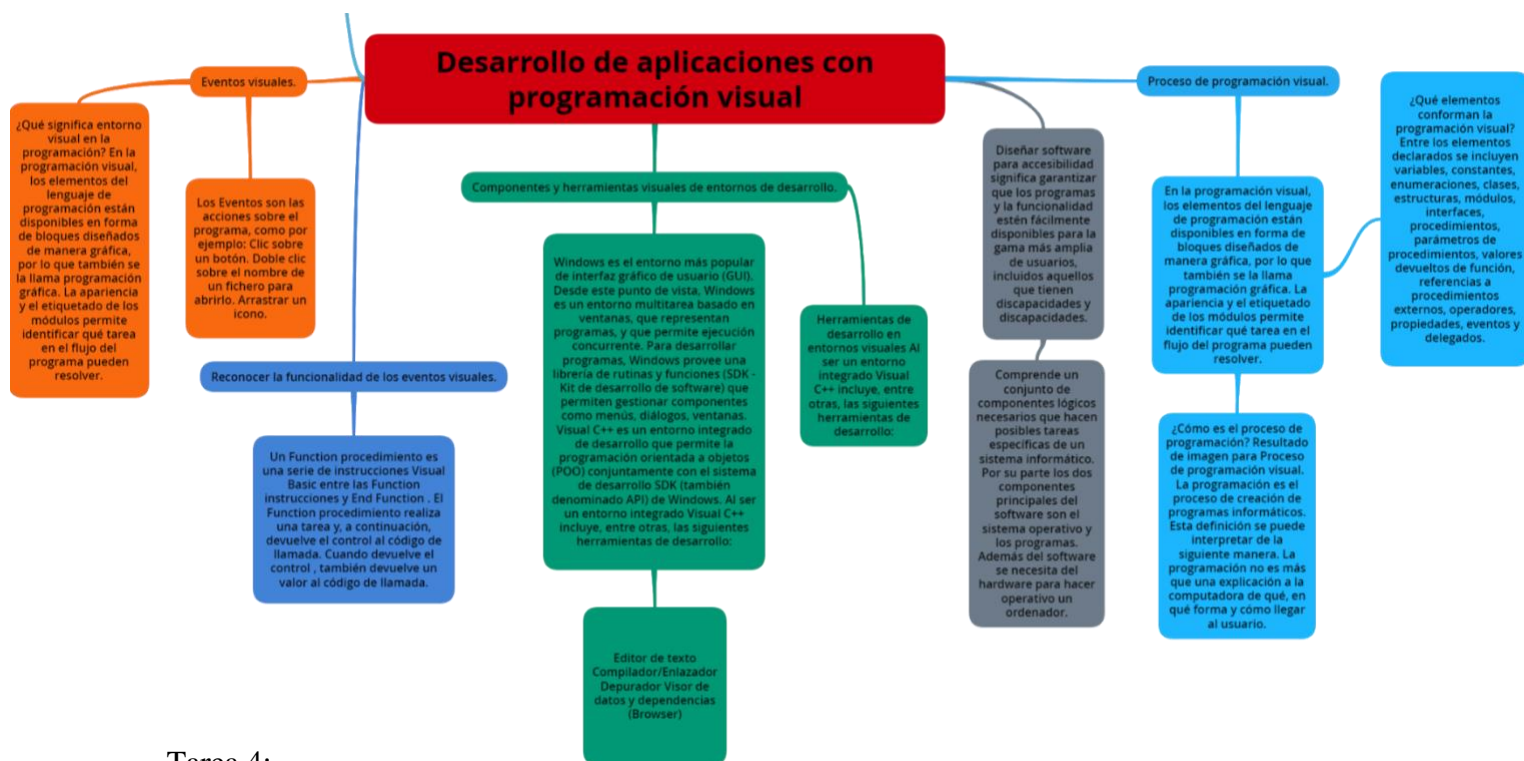 Desarrollo de aplicaciones con
programación visual
Eventos visuales.
¿Qué significa entorno
visual en la
programación? En la
programación visual,
los elementos del
lenguaje de
programación están
disponibles en forma
de bloques diseñados
de manera gráfica,
por lo que también se
la llama programación
gráfica. La apariencia
y el etiquetado de los
módulos permite
identificar qué tarea
en el flujo del
programa pueden
resolver.
Los Eventos son las
acciones sobre el
programa, como por
ejemplo: Clic sobre
un botón. Doble clic
sobre el nombre de
un fichero para
abrirlo. Arrastrar un
icono.
Reconocer la funcionalidad de los eventos visuales.
Un Function procedimiento es
una serie de instrucciones Visual
Basic entre las Function
instrucciones y End Function . El
Function procedimiento realiza
una tarea y, a continuación,
devuelve el control al código de
llamada. Cuando devuelve el
control , también devuelve un
valor al código de llamada.
Componentes y herramientas visuales de entornos de desarrollo.
Windows es el entorno más popular
de interfaz gráfico de usuario (GUI).
Desde este punto de vista, Windows
es un entorno multitarea basado en
ventanas, que representan
programas, y que permite ejecución
concurrente. Para desarrollar
programas, Windows provee una
librería de rutinas y funciones (SDK -
Kit de desarrollo de software) que
permiten gestionar componentes
como menús, diálogos, ventanas.
Visual C++ es un entorno integrado
de desarrollo que permite la
programación orientada a objetos
(POO) conjuntamente con el sistema
de desarrollo SDK (también
denominado API) de Windows. Al ser
un entorno integrado Visual C++
incluye, entre otras, las siguientes
herramientas de desarrollo:
Editor de texto
Compilador/Enlazador
Depurador Visor de
datos y dependencias
(Browser)
Herramientas de
desarrollo en
entornos visuales Al
ser un entorno
integrado Visual
C++ incluye, entre
otras, las siguientes
herramientas de
desarrollo:
Diseñar software
para accesibilidad
significa garantizar
que los programas
y la funcionalidad
estén fácilmente
disponibles para la
gama más amplia
de usuarios,
incluidos aquellos
que tienen
discapacidades y
discapacidades.
Comprende un
conjunto de
componentes lógicos
necesarios que hacen
posibles tareas
específicas de un
sistema informático.
Por su parte los dos
componentes
principales del
software son el
sistema operativo y
los programas.
Además del software
se necesita del
hardware para hacer
operativo un
ordenador.
Proceso de programación visual.
En la programación visual,
los elementos del lenguaje
de programación están
disponibles en forma de
bloques diseñados de
manera gráfica, por lo que
también se la llama
programación gráfica. La
apariencia y el etiquetado
de los módulos permite
identificar qué tarea en el
flujo del programa pueden
resolver.
¿Cómo es el proceso de
programación? Resultado
de imagen para Proceso
de programación visual.
La programación es el
proceso de creación de
programas informáticos.
Esta definición se puede
interpretar de la
siguiente manera. La
programación no es más
que una explicación a la
computadora de qué, en
qué forma y cómo llegar
al usuario.
¿Qué elementos
conforman la
programación visual?
Entre los elementos
declarados se incluyen
variables, constantes,
enumeraciones, clases,
estructuras, módulos,
interfaces,
procedimientos,
parámetros de
procedimientos, valores
devueltos de función,
referencias a
procedimientos
externos, operadores,
propiedades, eventos y
delegados.